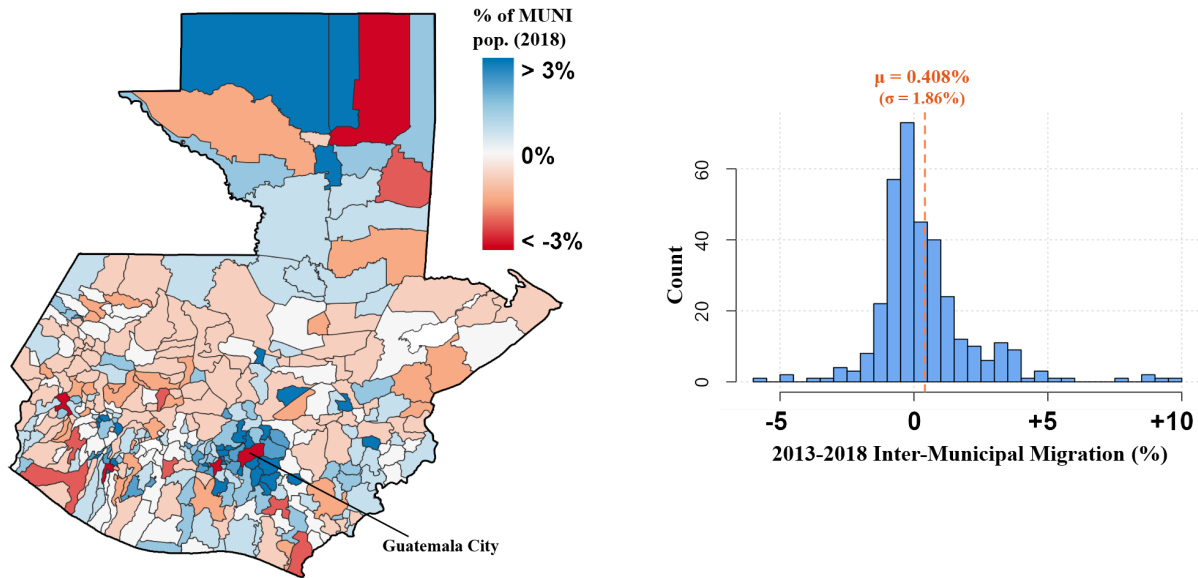 % of MUNI
pop. (2018)
> 3%
0%
< -3%
Guatemala City
μ = 0.408%
(σ = 1.86%)
Count
60
40
20
0
-5
0
+5
+10
2013-2018 Inter-Municipal Migration (%)